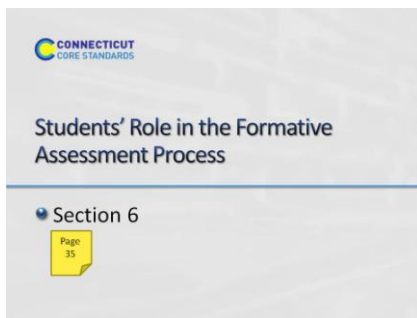 CONNECTICUT
CORE STANDARDS
Students' Role in the Formative
Assessment Process
Section 6
Page
35